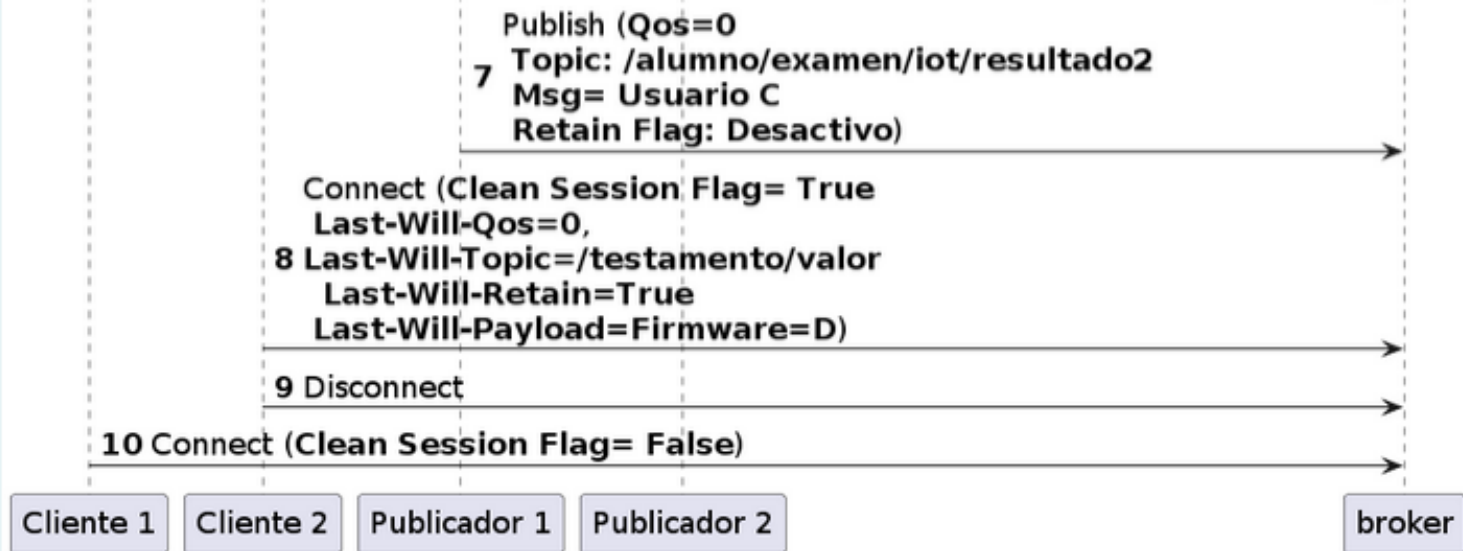 Publish (Qos=0
Topic: /alumno/examen/iot/resultado2
7
Msg= Usuario C
Retain Flag: Desactivo)
Connect (Clean Session Flag= True
Last-Will-Qos=0,
8 Last-Will-Topic=/testamento/valor
Last-Will-Retain=True
Last-Will-Payload=Firmware=D)
9 Disconnect
10 Connect (Clean Session Flag= False)
Cliente 1 Cliente 2 Publicador 1 Publicador 2 broker